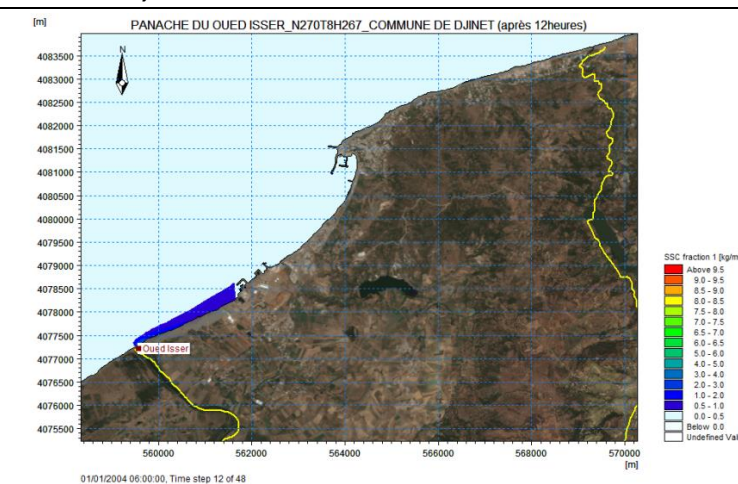 PANACHE DU OUED ISSER_N270T8H267_COMMUNE DE DJINET (après 12heures)
[m]
N
4083500
4083000
4082500
4082000
4081500
4081000
4080500
4080000
4079500
4079000
4078500
4078000
4077500
4077000
4076500
4076000
4075500
Oued Isser
560000 562000 564000 566000 568000 570000
[m]
01/01/2004 06:00:00, Time step 12 of 48
SSC fraction 1 [kg/m
Above 9.5
9.0 - 9.5
8.5 - 9.0
8.0 - 8.5
7.5 - 8.0
7.0 - 7.5
6.5 - 7.0
6.0 - 6.5
5.0 - 6.0
4.0 - 5.0
3.0 - 4.0
2.0 - 3.0
1.0 - 2.0
0.5 - 1.0
0.0 - 0.5
Below 0.0
Undefined Val